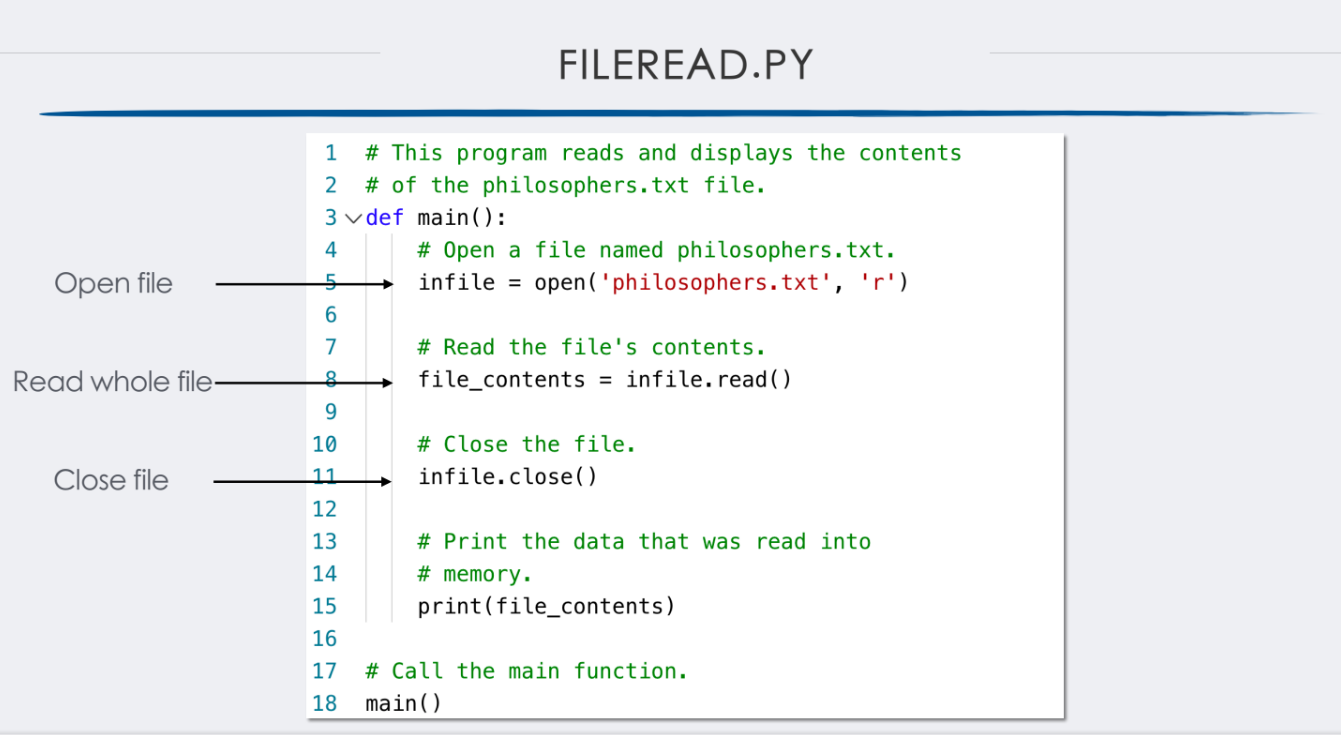 FILEREAD.PY
1 # This program reads and displays the contents
2 # of the philosophers.txt file.
3 def main():
4 # Open a file named philosophers.txt.
Open file
5 infile = open('philosophers.txt', 'r')
6
7 # Read the file's contents.
Read whole file
8 file_contents = infile.read()
9
10 # Close the file.
Close file
11 infile.close()
12
13 # Print the data that was read into
14 # memory.
15 print(file_contents)
16
17 # Call the main function.
18 main()